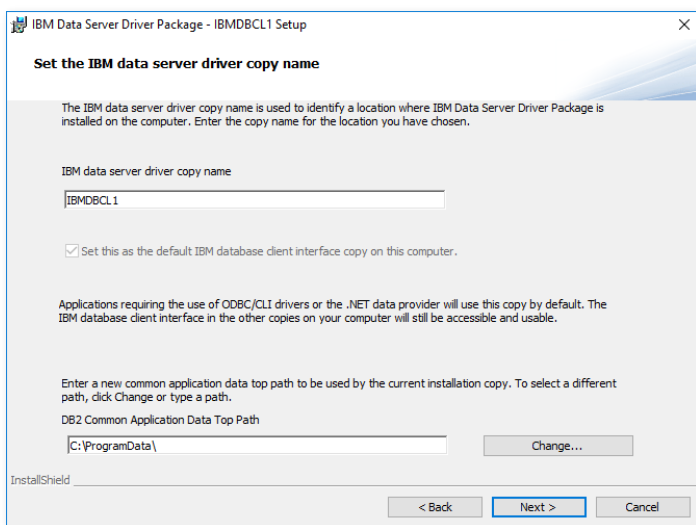 IBM Data Server Driver Package - IBMDBCL1 Setup
Set the IBM data server driver copy name
The IBM data server driver copy name is used to identify a location where IBM Data Server Driver Package is
installed on the computer. Enter the copy name for the location you have chosen.
IBM data server driver copy name
IBMDBCL1
Set this as the default IBM database client interface copy on this computer.
Applications requiring the use of ODBC/CLI drivers or the .NET data provider will use this copy by default. The
IBM database client interface in the other copies on your computer will still be accessible and usable.
Enter a new common application data top path to be used by the current installation copy. To select a different
path, click Change or type a path.
DB2 Common Application Data Top Path
C:\ProgramData\
Change...
InstallShield
< Back
Next >
Cancel